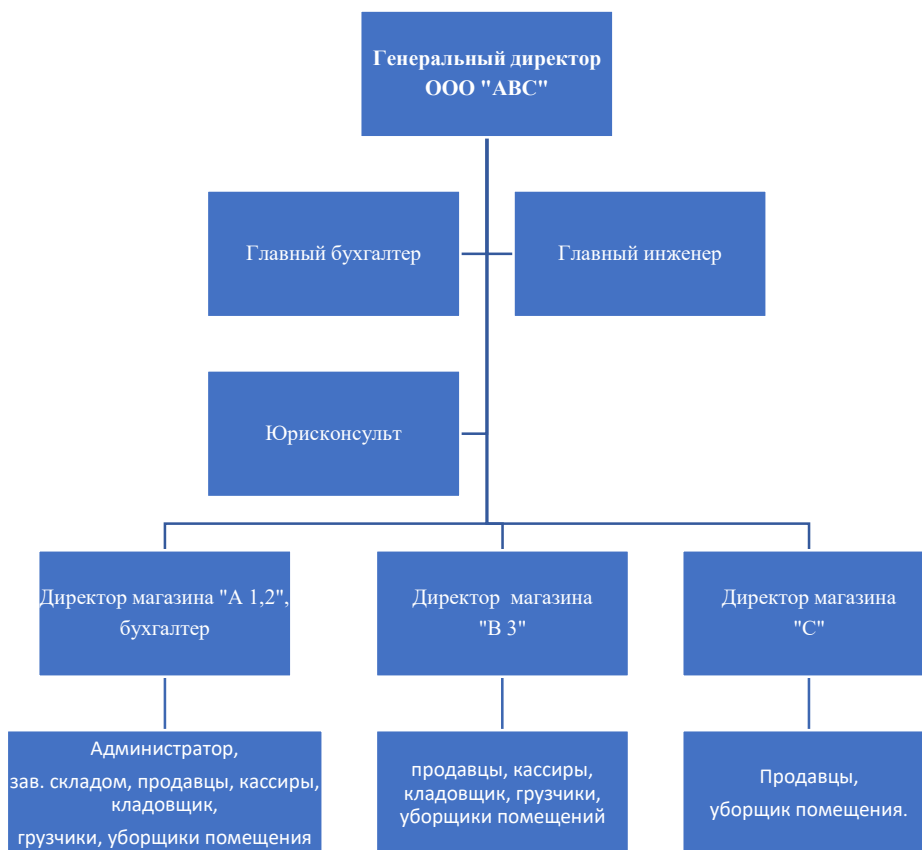 Генеральный директор
ООО "АВС"
Главный бухгалтер
Главный инженер
Юрисконсульт
Директор магазина "А 1,2",
бухгалтер
Директор магазина
"В 3"
Директор магазина
"С"
Администратор,
зав. складом, продавцы, кассиры,
кладовщик,
грузчики, уборщики помещения
продавцы, кассиры,
кладовщик, грузчики,
уборщики помещений
Продавцы,
уборщик помещения.